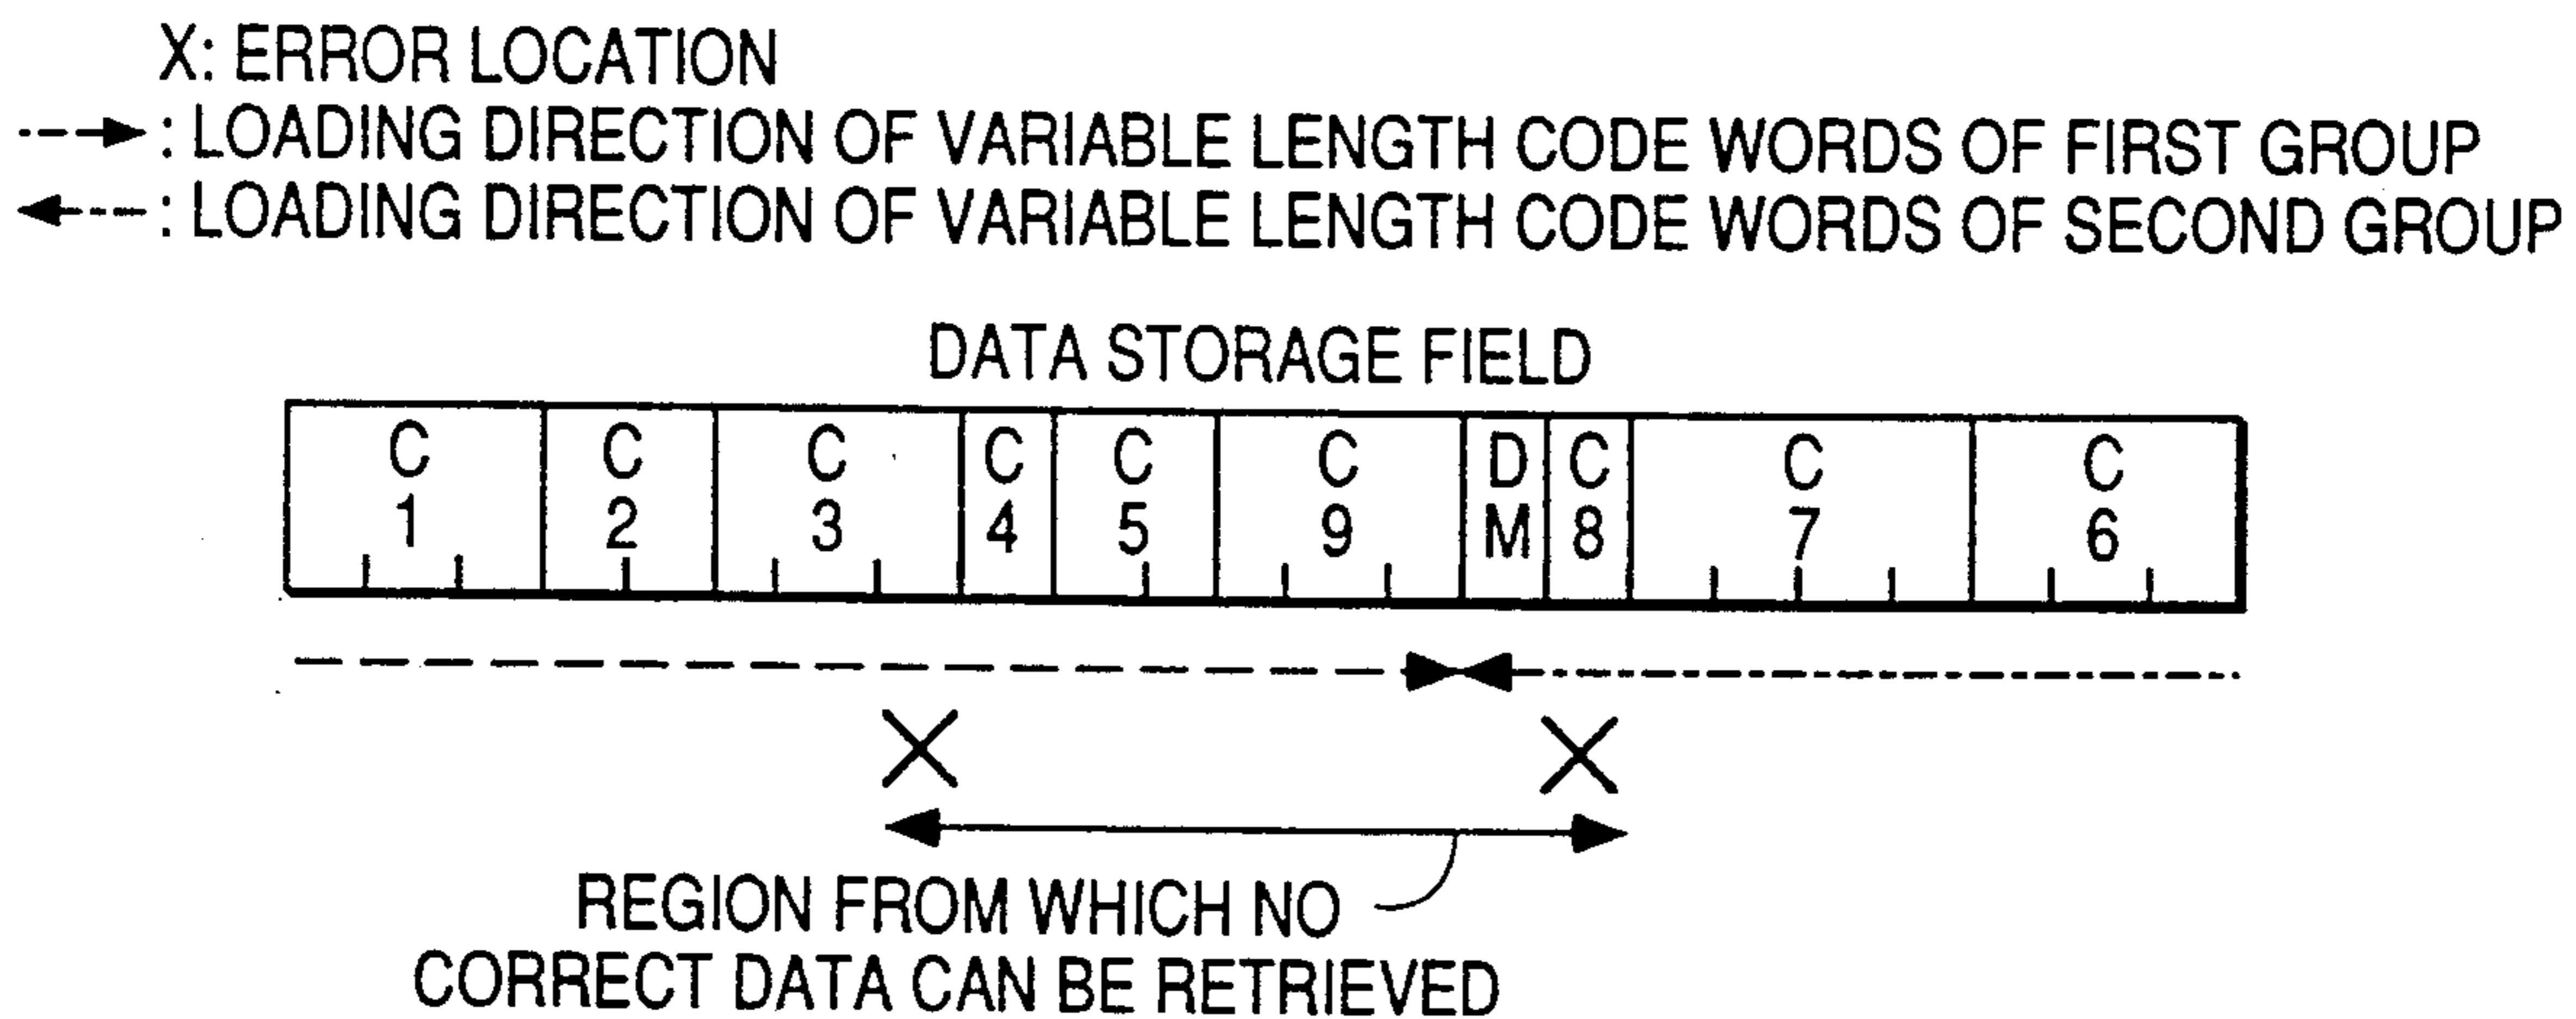 X: ERROR LOCATION
: LOADING DIRECTION OF VARIABLE LENGTH CODE WORDS OF FIRST GROUP
: LOADING DIRECTION OF VARIABLE LENGTH CODE WORDS OF SECOND GROUP
DATA STORAGE FIELD
C C C C C C D C C C
1 2 3 4 5 9 M 8 7 6
X X
REGION FROM WHICH NO
CORRECT DATA CAN BE RETRIEVED